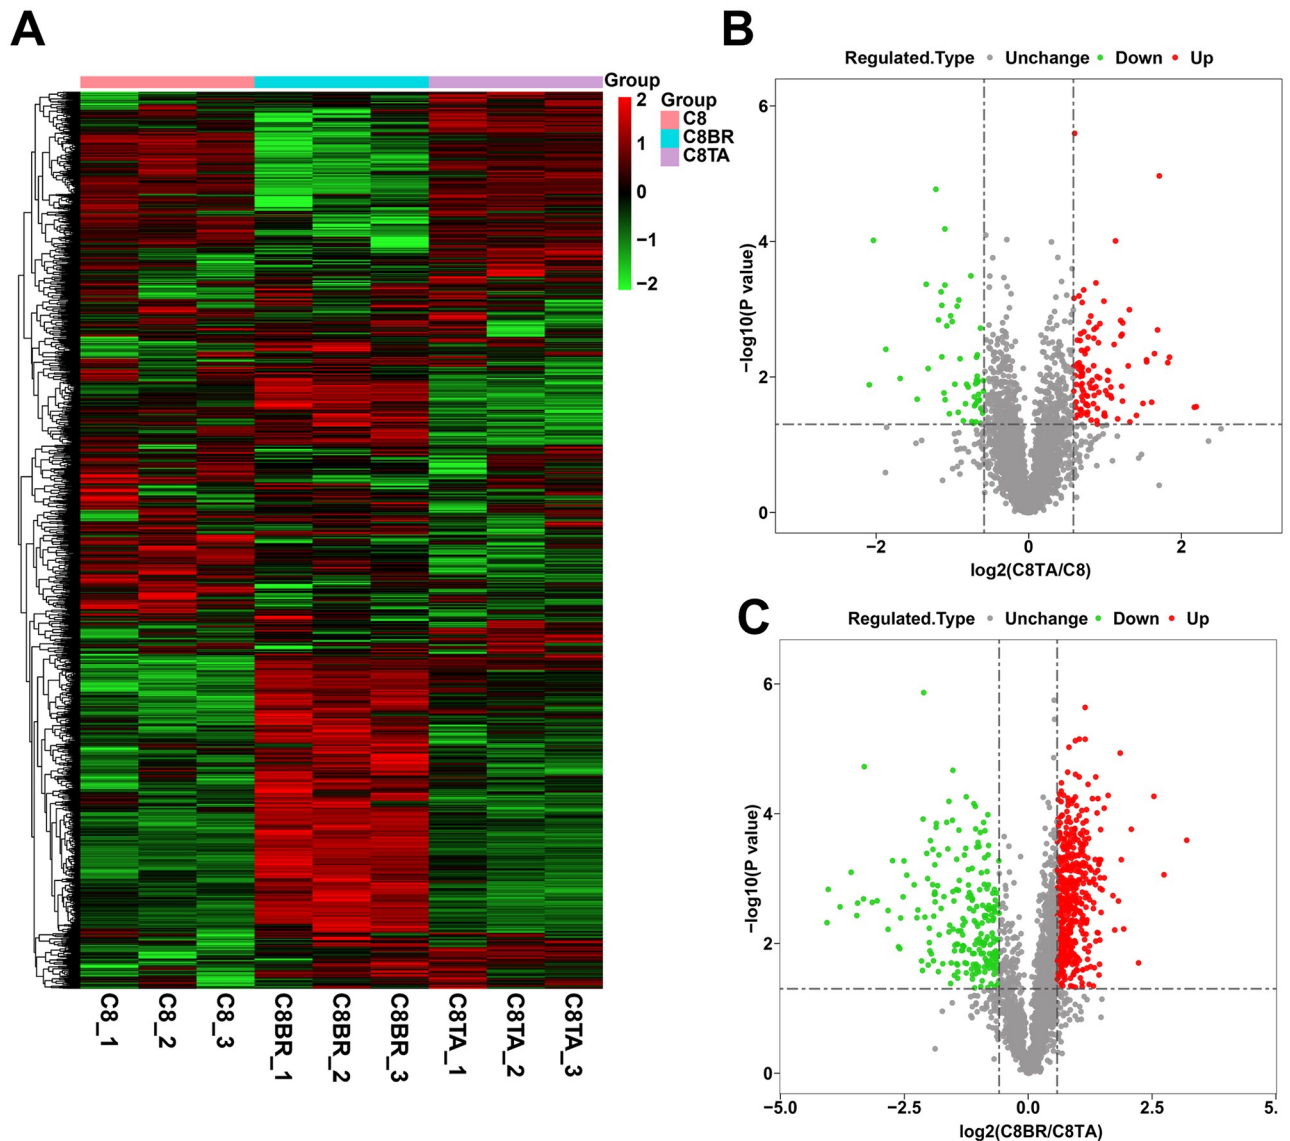 A
Group
2
1
0
−1
−2
Group
C8
C8BR
C8TA
C8_1
C8_2
C8_3
C8BR_1
C8BR_2
C8BR_3
C8TA_1
C8TA_2
C8TA_3
B
Regulated.Type Unchange Down Up
6
4
2
0
−log10(P value)
−2 0 2
log2(C8TA/C8)
C
Regulated.Type Unchange Down Up
6
4
2
0
−log10(P value)
−5.0 −2.5 0.0 2.5 5.
log2(C8BR/C8TA)